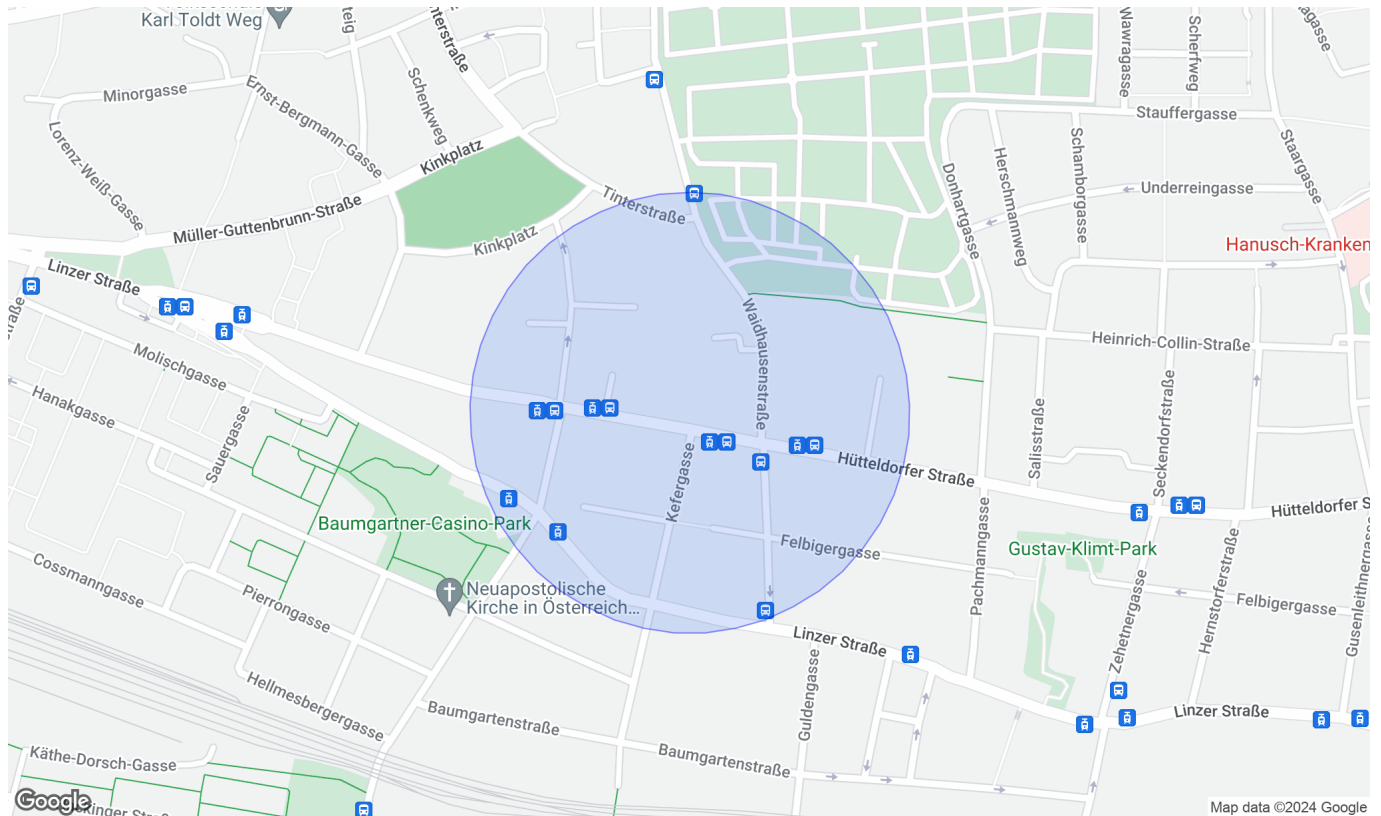 Karl Toldt Weg
Minorgasse
Ernst-Bergmann-Gasse
Schenkweg
Lorenz-Weiß-Gasse
Kinkplatz
Müller-Guttenbrunn-Straße
Kinkplatz
Tinterstraße
Wawragasse
Scherfweg
Stauffergasse
Staargasse
Schamborgasse
Herschmannweg
Donhartgasse
Underreingasse
Hanusch-Kranken
Linzer Straße
Molischgasse
Hanakgasse
Sauergasse
Waidhausenstraße
Heinrich-Collin-Straße
Salisstraße
Seckendorfstraße
Hütteldorfer Straße
Hütteldorfer S
Kefergasse
Baumgartner-Casino-Park
Felbigergasse
Pachmanngasse
Gustav-Klimt-Park
Cossmanngasse
Pierrongasse
Neuapostolische
Kirche in Österreich...
Felbigergasse
Zehetnergasse
Hernstorferstraße
Gusenleithnergasse
Linzer Straße
Guldengasse
Hellmesbergergasse
Baumgartenstraße
Baumgartenstraße
Linzer Straße
Käthe-Dorsch-Gasse
Google
Map data ©2024 Google